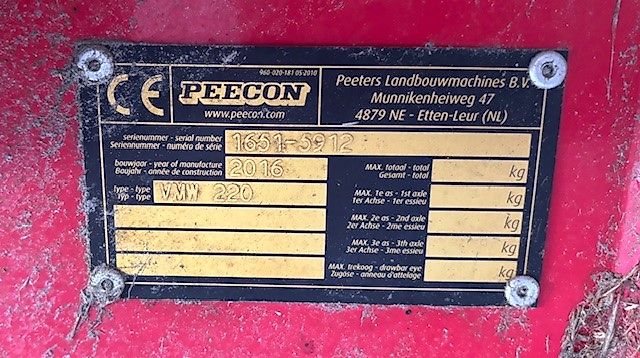 960-020-181 05-2010
CE PEECON
www.peecon.com
Peeters Landbouwmachines B.V.
Munnikenheiweg 47
4879 NE - Etten-Leur (NL)
serienummer - serial number
Seriennummer - numéra de série
1651-5912
bouwjaar - year of manufacture
Baujahr - année de construction
2016
type - type
Typ - type
VMW 220
MAX. totaal - total
Gesamt - total
kg
MAX. 1e as - 1st axle
1er Achse - 1er essieu
kg
MAX. 2e as - 2nd axle
2er Achse - 2me essieu
kg
MAX. 3e as - 3th axle
3er Achse - 3me essieu
kg
MAX. trekoog - drawbar eye
Zugöse - anneau d'attelage
kg